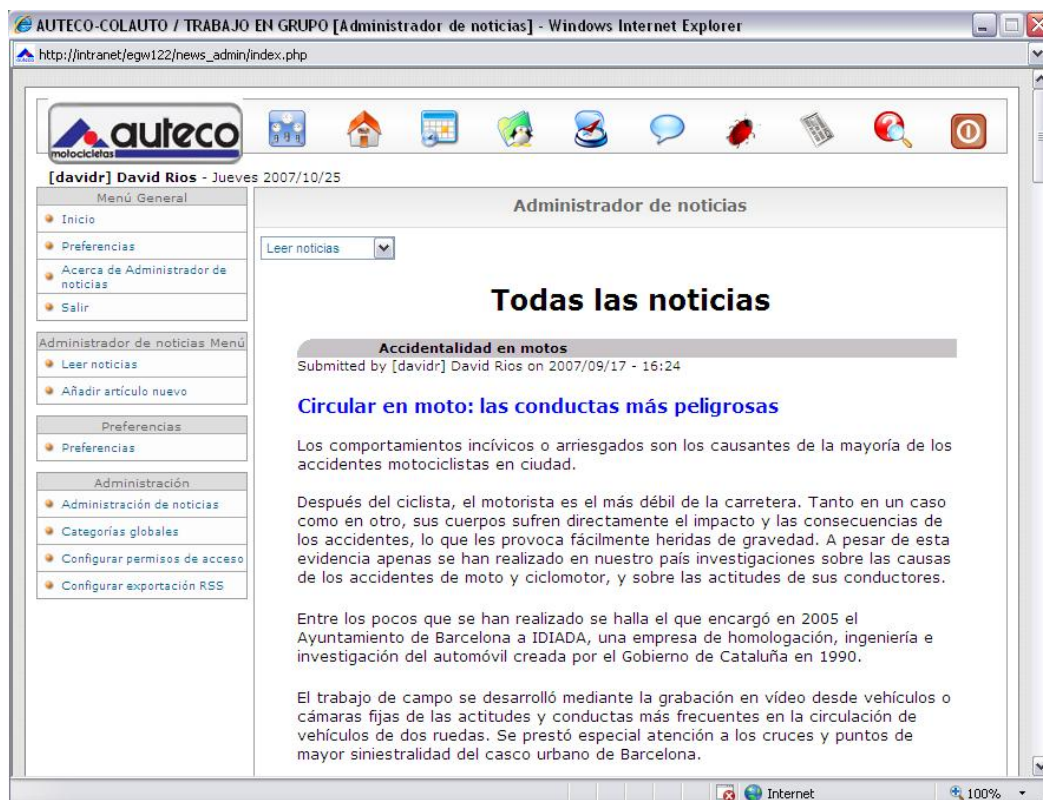 AUTECO-COLAUTO / TRABAJO EN GRUPO [Administrador de noticias] - Windows Internet Explorer
http://intranet/egw122/news_admin/index.php
auteco
motocicletas
[davidr] David Rios - Jueves 2007/10/25
Menú General
Inicio
Preferencias
Acerca de Administrador de
noticias
Salir
Administrador de noticias Menú
Leer noticias
Añadir artículo nuevo
Preferencias
Preferencias
Administración
Administración de noticias
Categorías globales
Configurar permisos de acceso
Configurar exportación RSS
Administrador de noticias
Leer noticias
Todas las noticias
Accidentalidad en motos
Submitted by [davidr] David Rios on 2007/09/17 - 16:24
Circular en moto: las conductas más peligrosas
Los comportamientos incívicos o arriesgados son los causantes de la mayoría de los
accidentes motociclistas en ciudad.
Después del ciclista, el motorista es el más débil de la carretera. Tanto en un caso
como en otro, sus cuerpos sufren directamente el impacto y las consecuencias de
los accidentes, lo que les provoca fácilmente heridas de gravedad. A pesar de esta
evidencia apenas se han realizado en nuestro país investigaciones sobre las causas
de los accidentes de moto y ciclomotor, y sobre las actitudes de sus conductores.
Entre los pocos que se han realizado se halla el que encargó en 2005 el
Ayuntamiento de Barcelona a IDIADA, una empresa de homologación, ingeniería e
investigación del automóvil creada por el Gobierno de Cataluña en 1990.
El trabajo de campo se desarrolló mediante la grabación en vídeo desde vehículos o
cámaras fijas de las actitudes y conductas más frecuentes en la circulación de
vehículos de dos ruedas. Se prestó especial atención a los cruces y puntos de
mayor siniestralidad del casco urbano de Barcelona.
Internet
100%